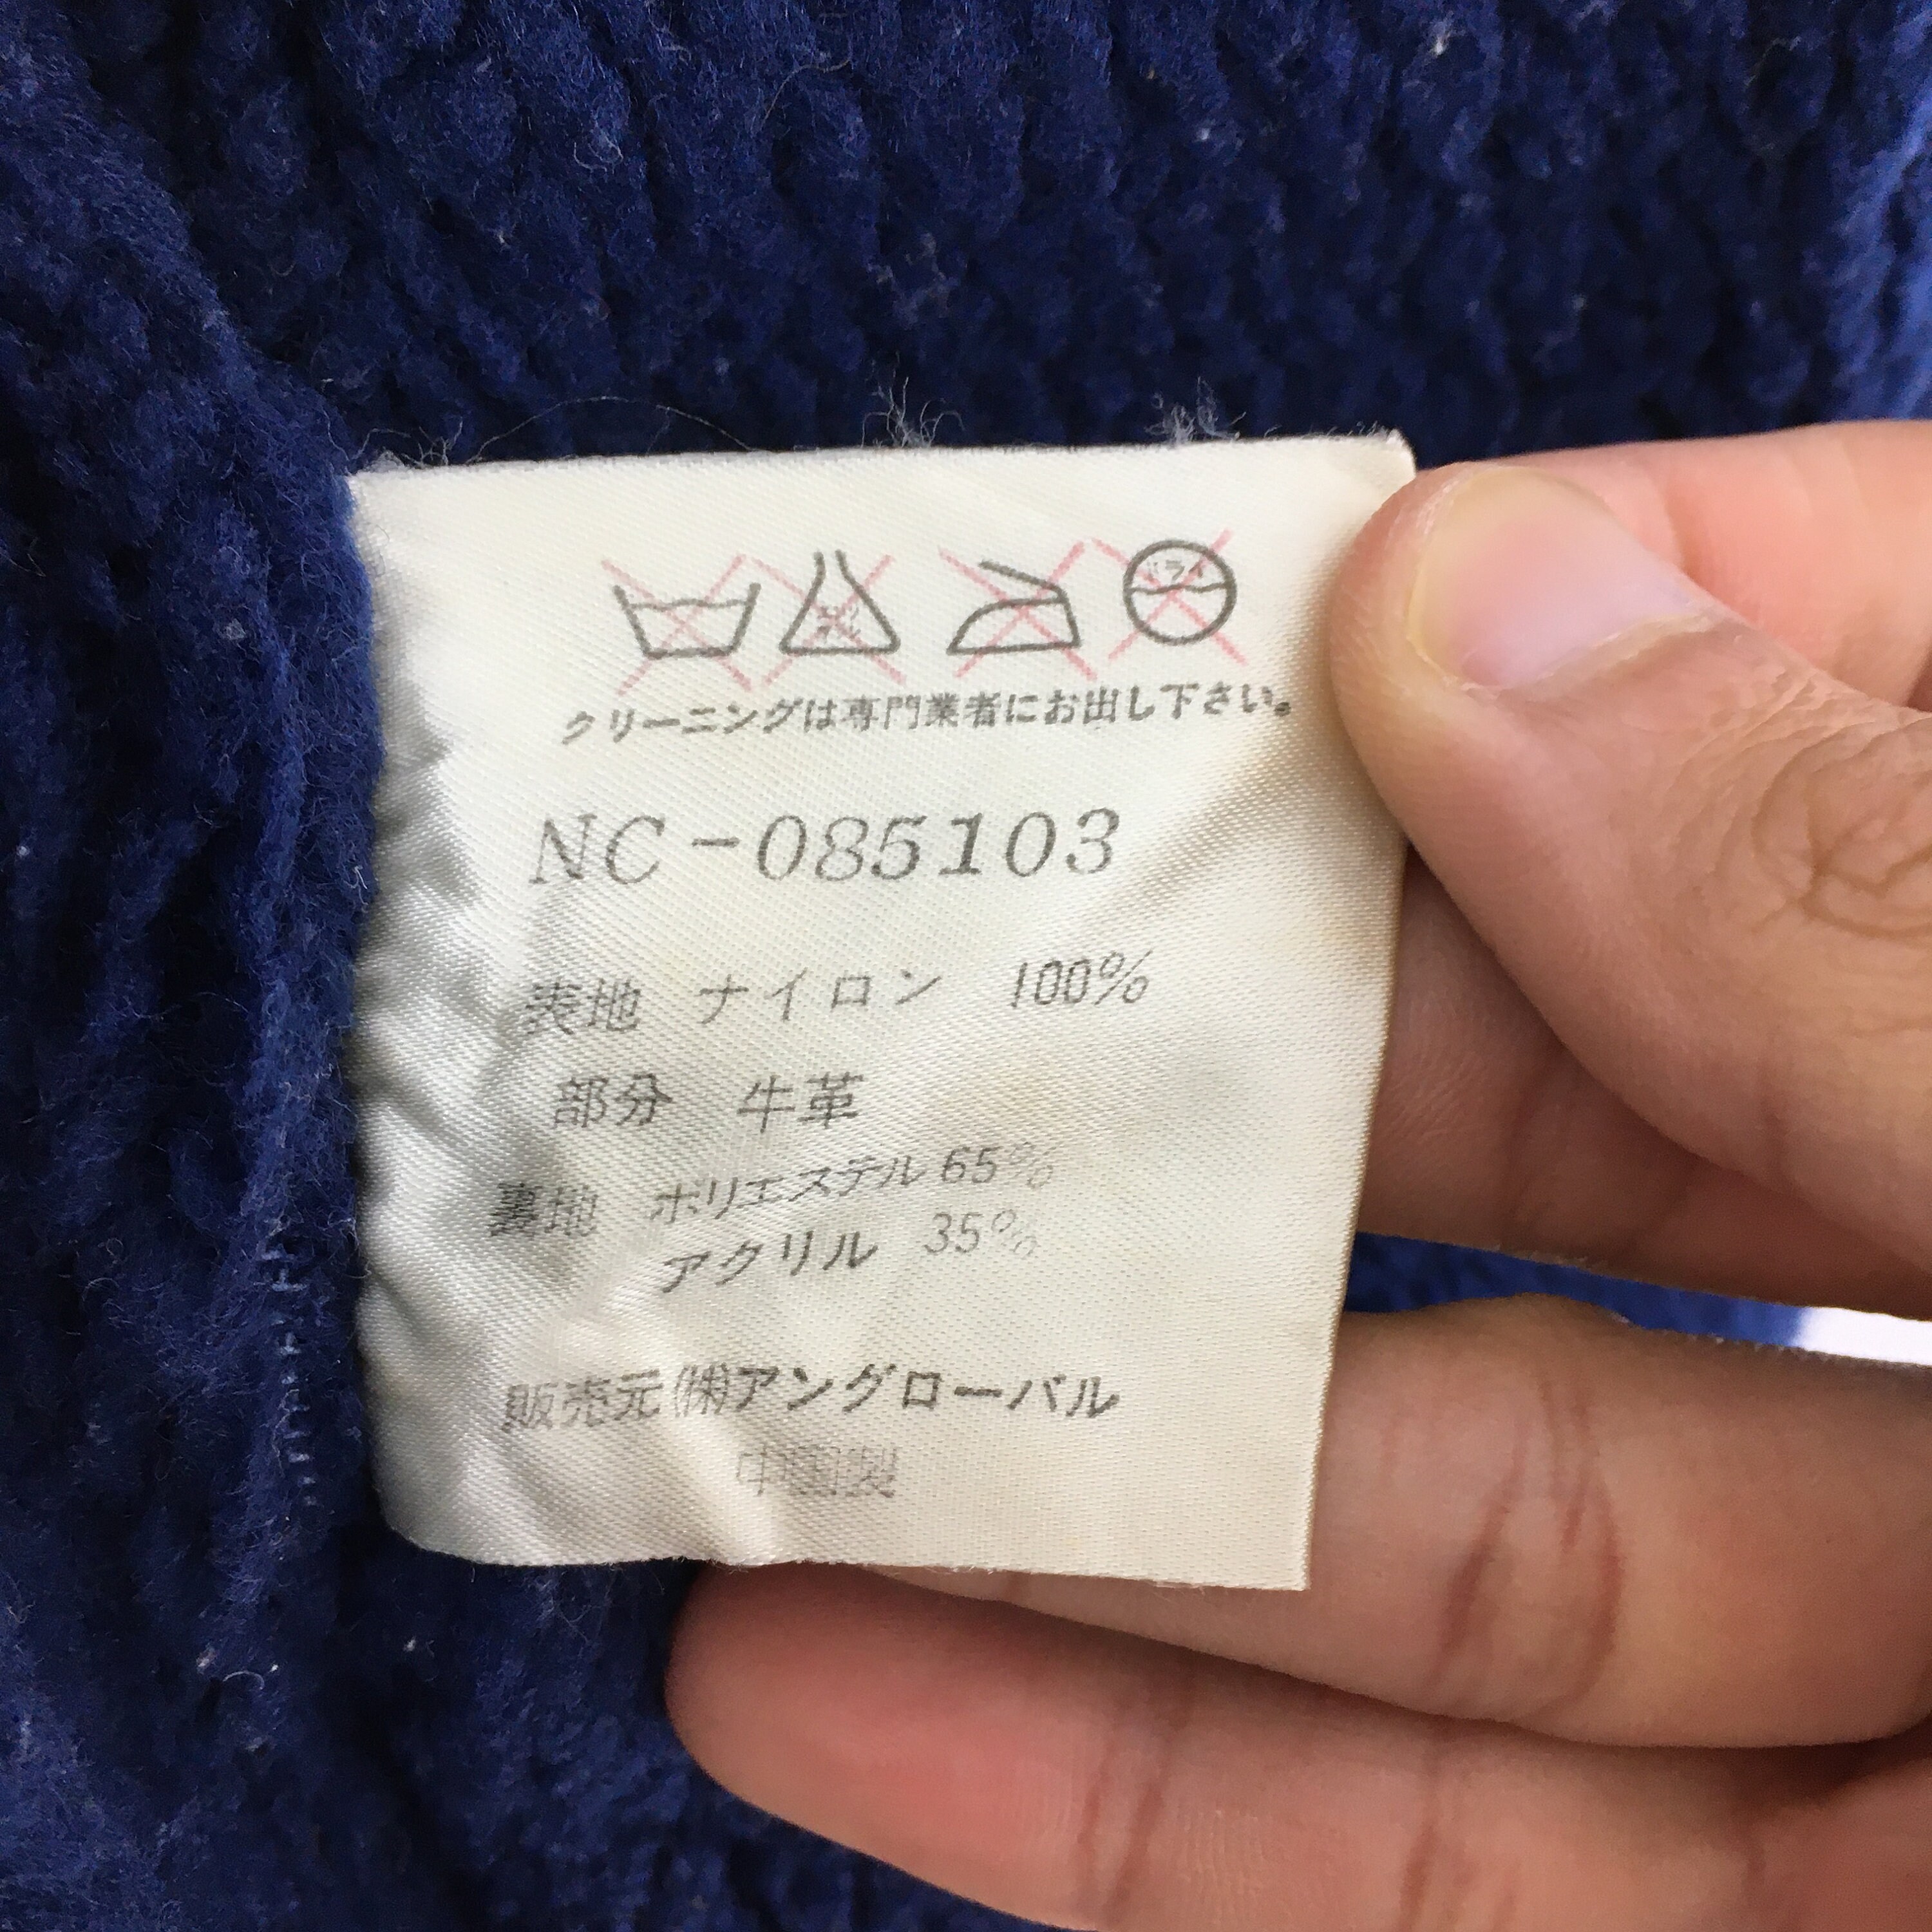 ドライ
クリーニングは専門業者にお出し下さい。
NC-085103
表地 ナイロン 100%
部分 牛革
裏地 ポリエステル 65%
アクリル 35%
販売元 ㈱アングローバル
中国製